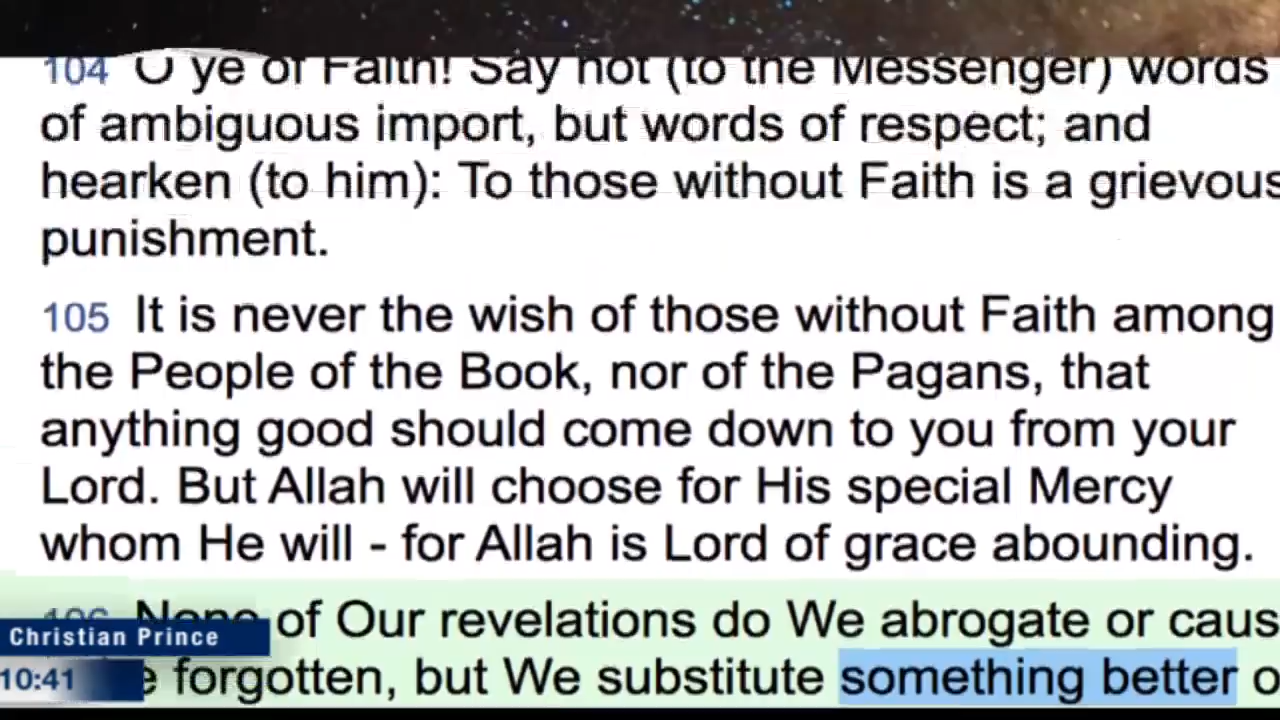 104 O ye of Faith! Say not (to the Messenger) words
of ambiguous import, but words of respect; and
hearken (to him): To those without Faith is a grievous
punishment.
105 It is never the wish of those without Faith among
the People of the Book, nor of the Pagans, that
anything good should come down to you from your
Lord. But Allah will choose for His special Mercy
whom He will - for Allah is Lord of grace abounding.
106 None of Our revelations do We abrogate or caus
forgotten, but We substitute something better o
Christian Prince
10:41